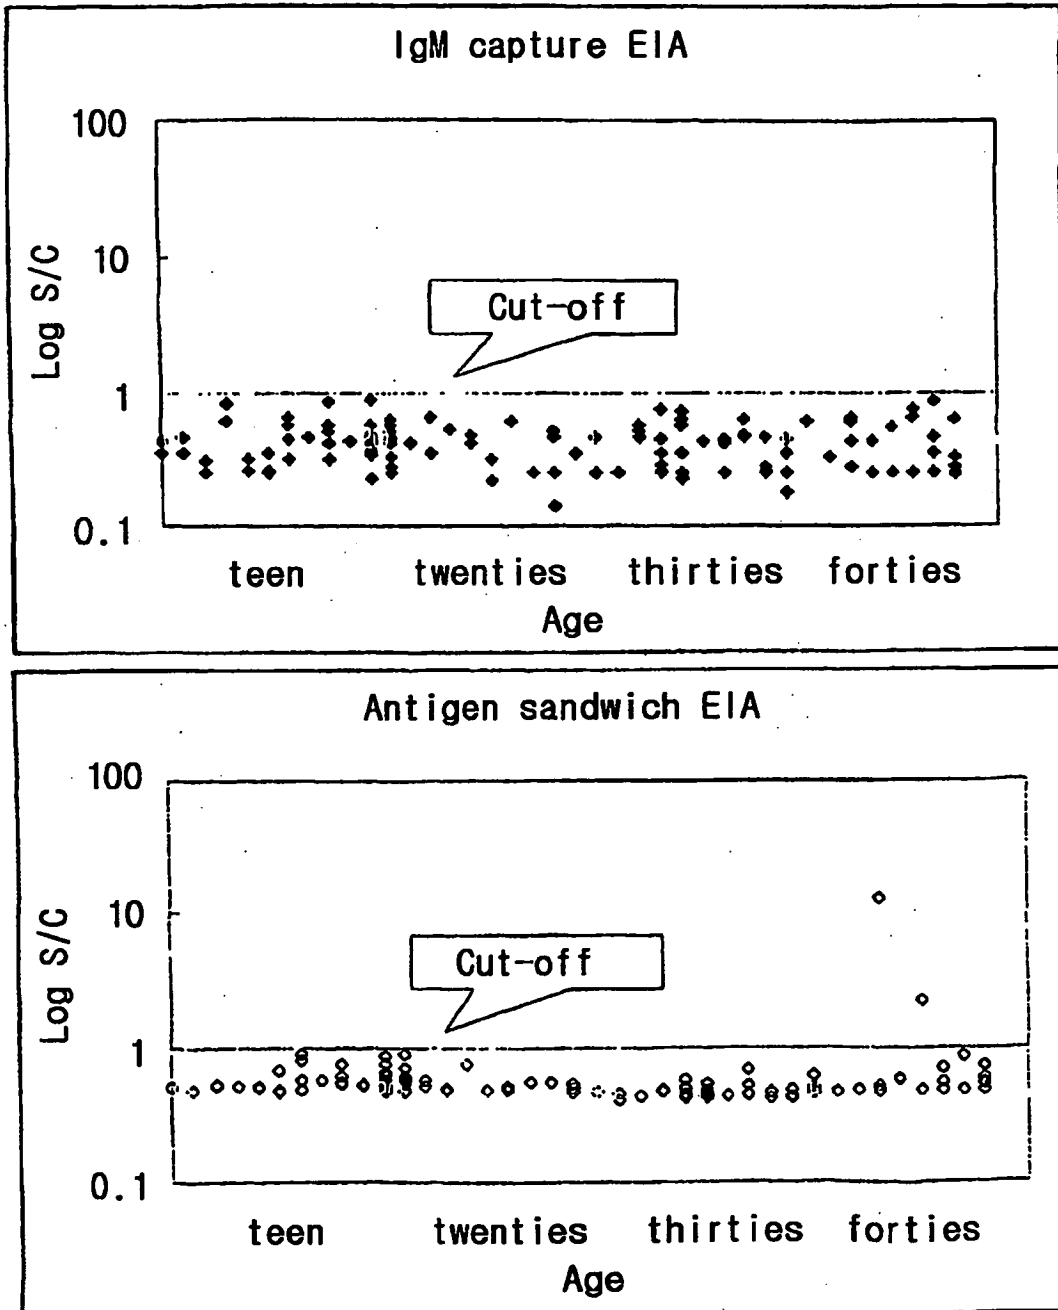 IgM capture EIA
100
10
1
0.1
Log S/C
Cut-off
teen twenties thirties forties
Age
Antigen sandwich EIA
100
10
1
0.1
Log S/C
Cut-off
teen twenties thirties forties
Age